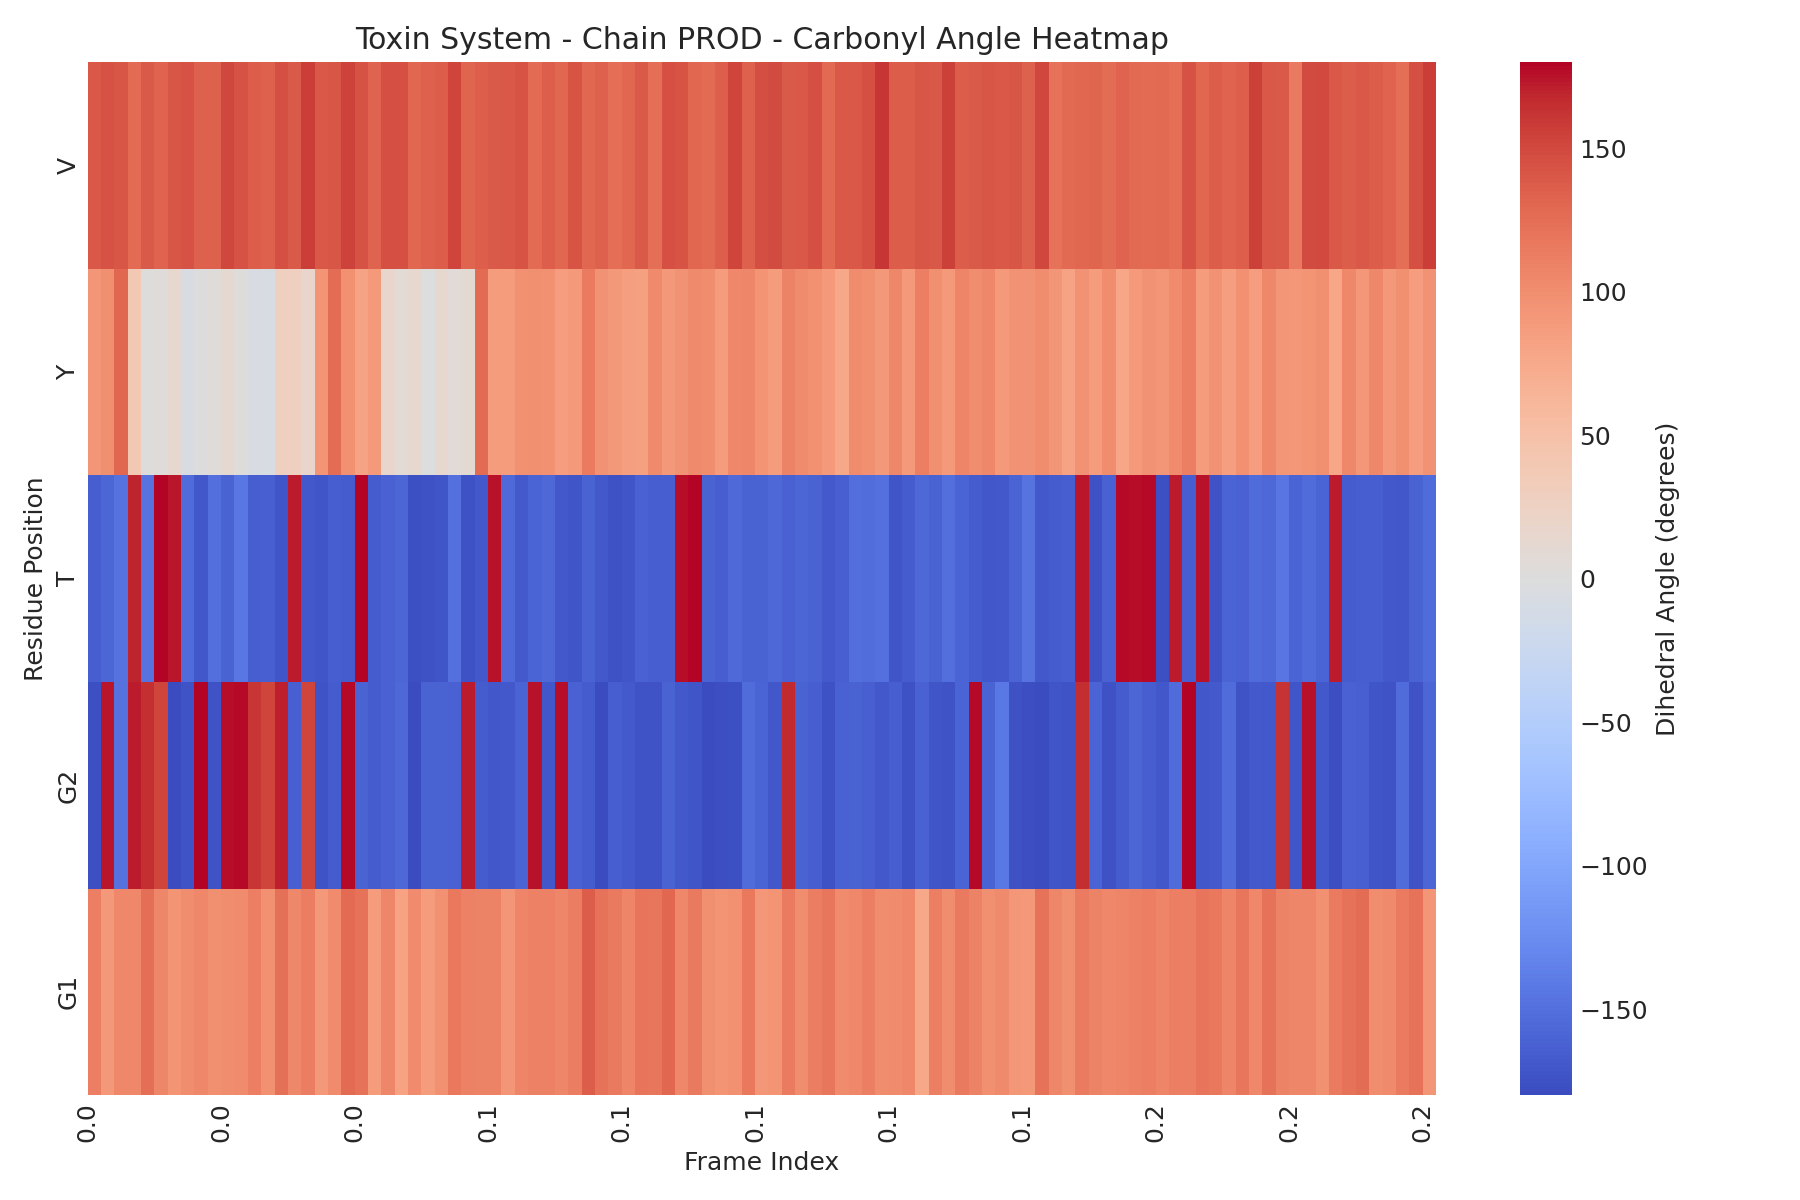 Toxin System - Chain PROD - Carbonyl Angle Heatmap
Residue Position
V
Y
T
G2
G1
0.0
0.0
0.0
0.1
0.1
0.1
0.1
0.1
0.2
0.2
0.2
Frame Index
150
100
50
0
−50
−100
−150
Dihedral Angle (degrees)